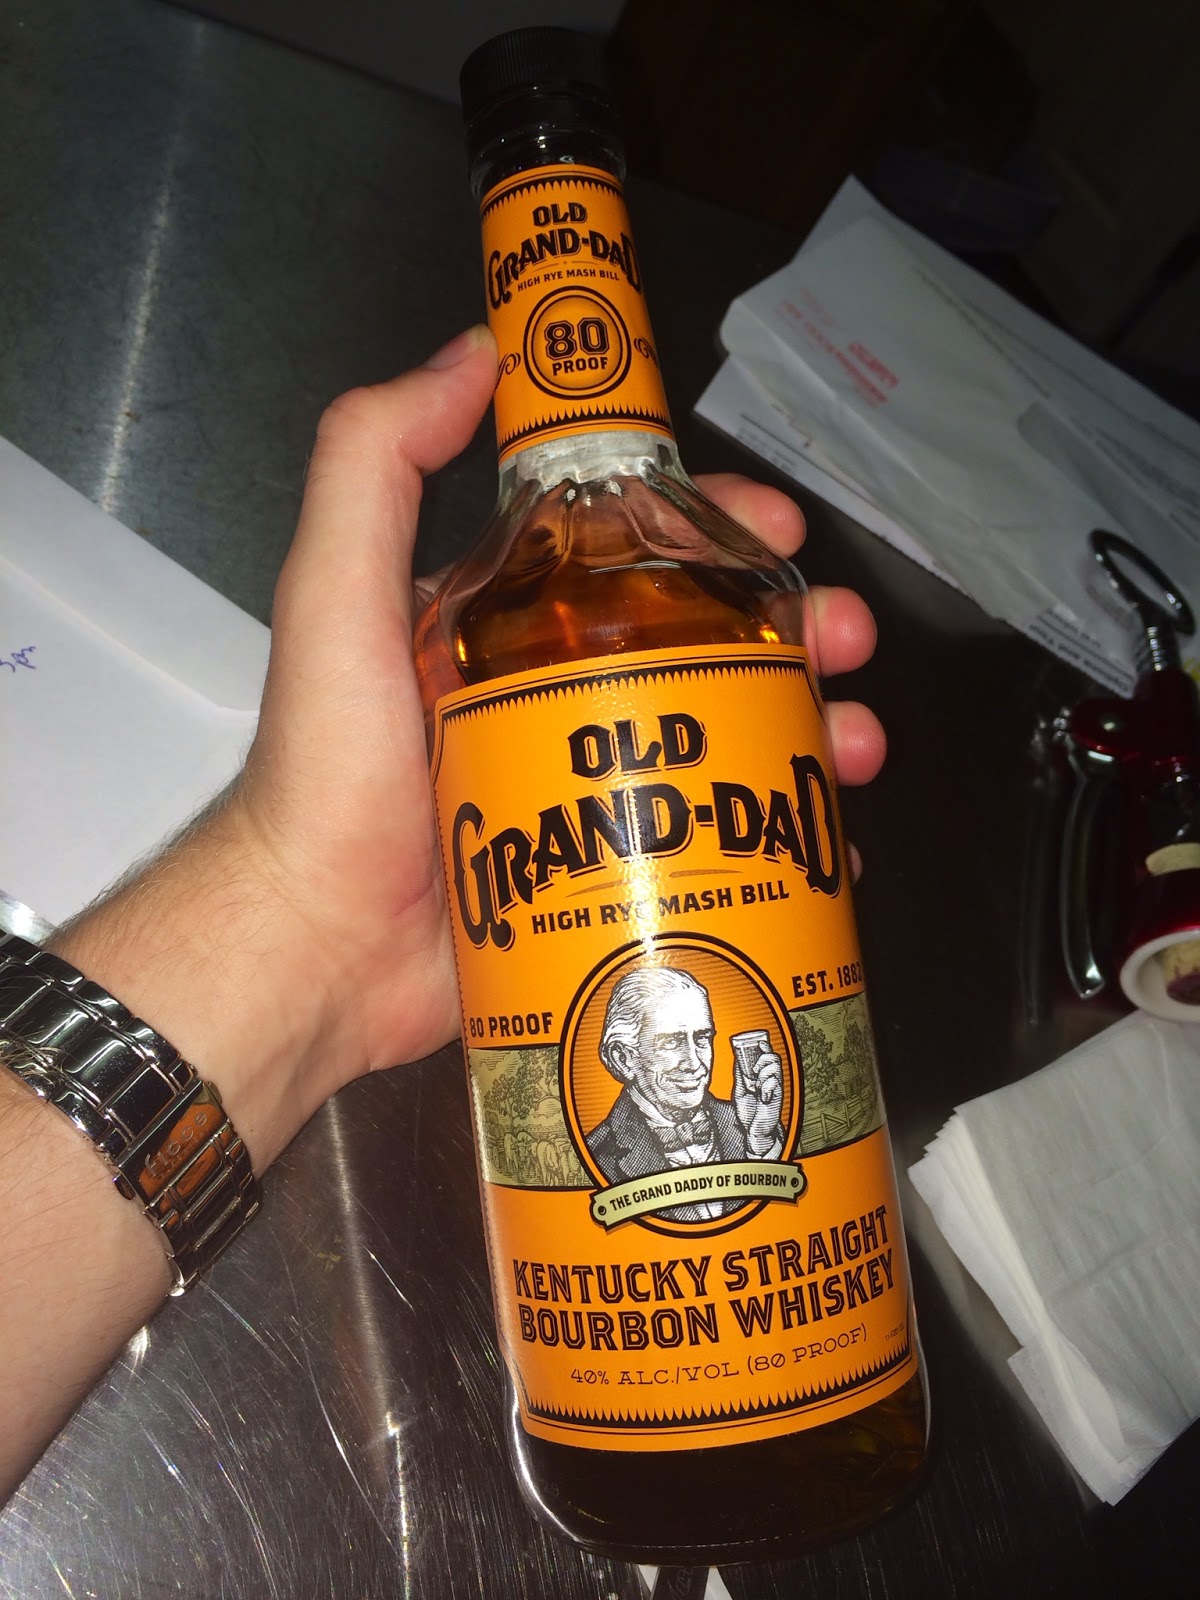 OLD
GRAND-DAD
HIGH RYE MASH BILL
80
PROOF
OLD
GRAND-DAD
HIGH RYE MASH BILL
80 PROOF
EST. 1882
THE GRAND DADDY OF BOURBON
KENTUCKY STRAIGHT
BOURBON WHISKEY
40% ALC./VOL (80 PROOF)